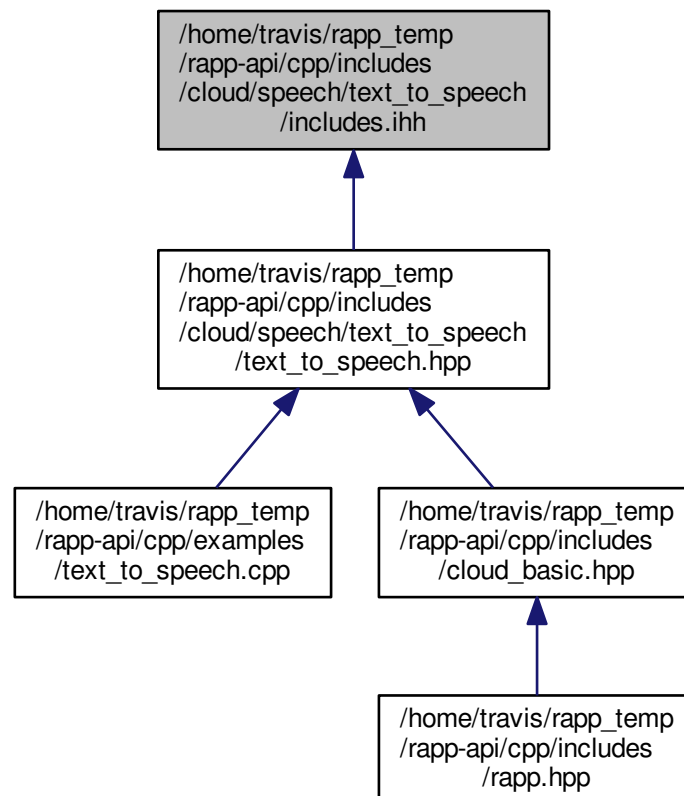 /home/travis/rapp_temp
/rapp-api/cpp/includes
/cloud/speech/text_to_speech
/includes.ihh
/home/travis/rapp_temp
/rapp-api/cpp/includes
/cloud/speech/text_to_speech
/text_to_speech.hpp
/home/travis/rapp_temp
/rapp-api/cpp/examples
/text_to_speech.cpp
/home/travis/rapp_temp
/rapp-api/cpp/includes
/cloud_basic.hpp
/home/travis/rapp_temp
/rapp-api/cpp/includes
/rapp.hpp